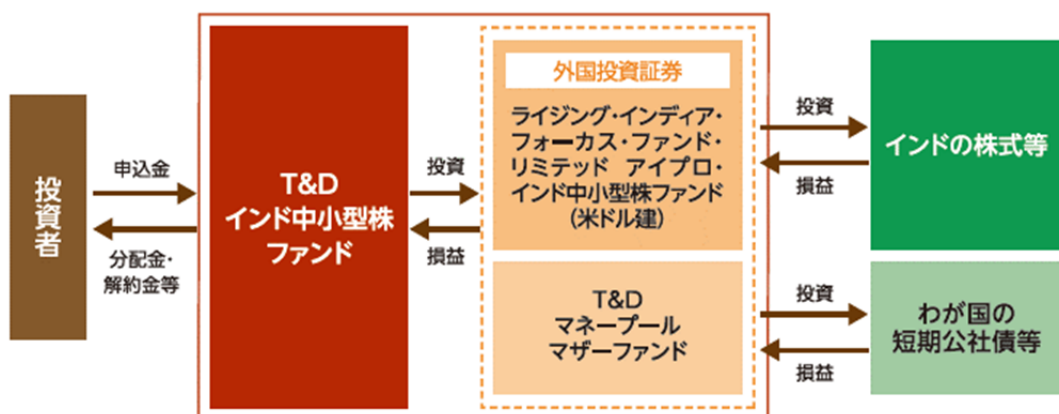 投資者
申込金
分配金・
解約金等
T&D
インド中小型株
ファンド
投資
損益
外国投資証券
ライジング・インディア・
フォーカス・ファンド・
リミテッド アイプロ・
インド中小型株ファンド
(米ドル建)
T&D
マネープール
マザーファンド
投資
損益
インドの株式等
投資
損益
わが国の
短期公社債等